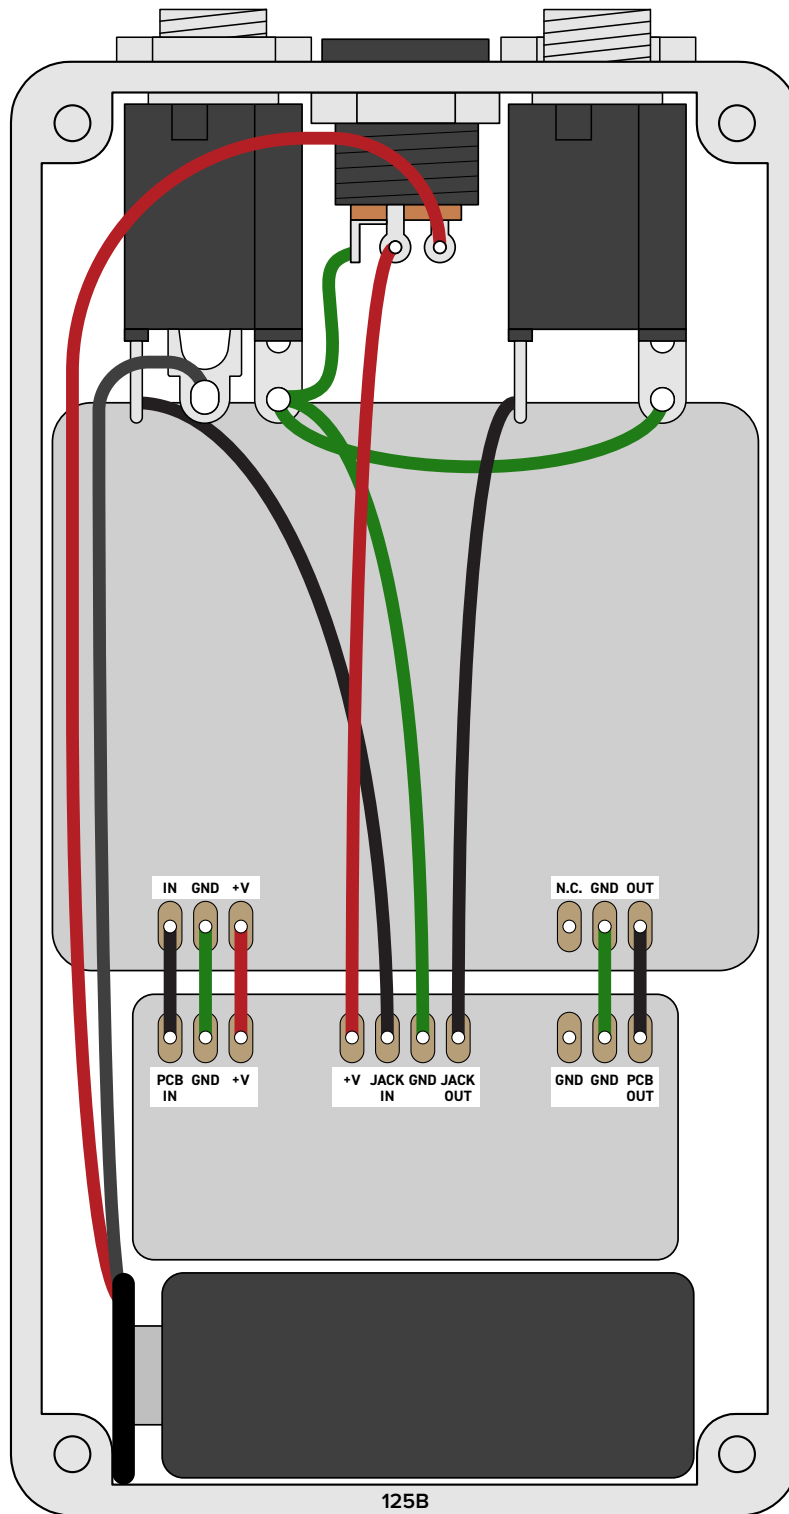 IN GND +V
N.C. GND OUT
PCB IN GND +V
+V JACK IN GND JACK OUT
GND GND PCB OUT
125B